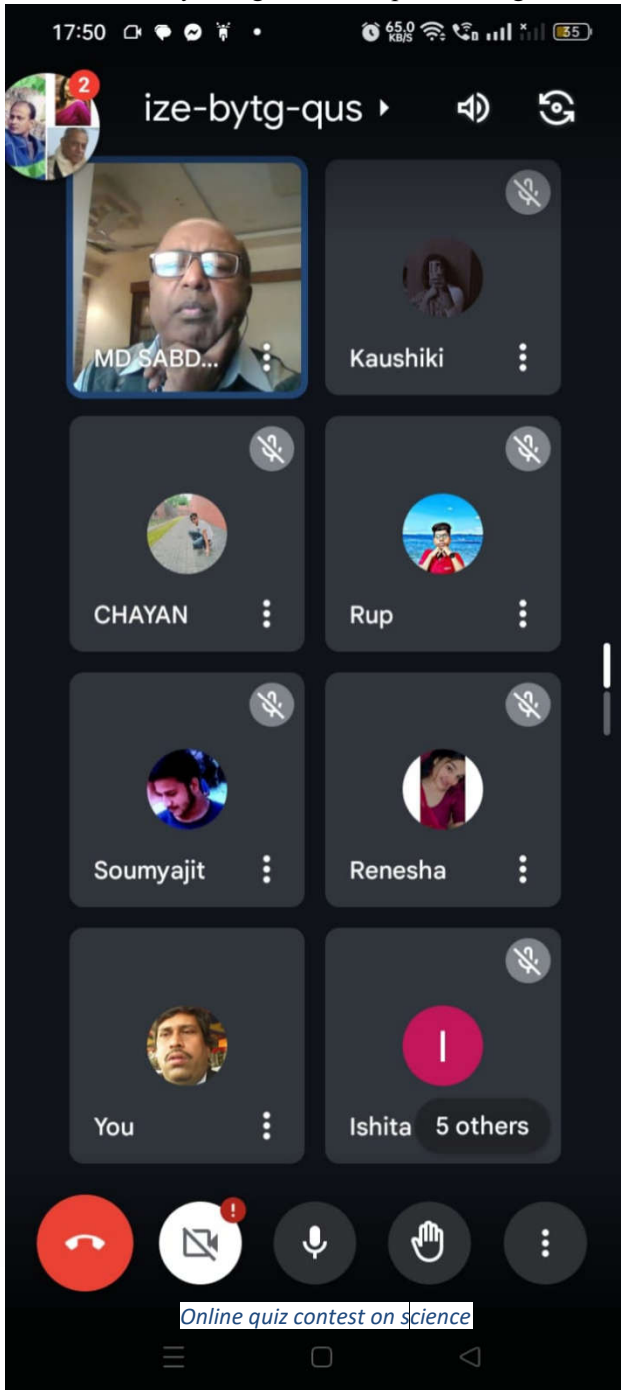 17:50 65.0 KB/S 35
2
ize-bytg-qus
MD SABD...
Kaushiki
CHAYAN
Rup
Soumyajit
Renesha
You
I
Ishita 5 others
!
Online quiz contest on science